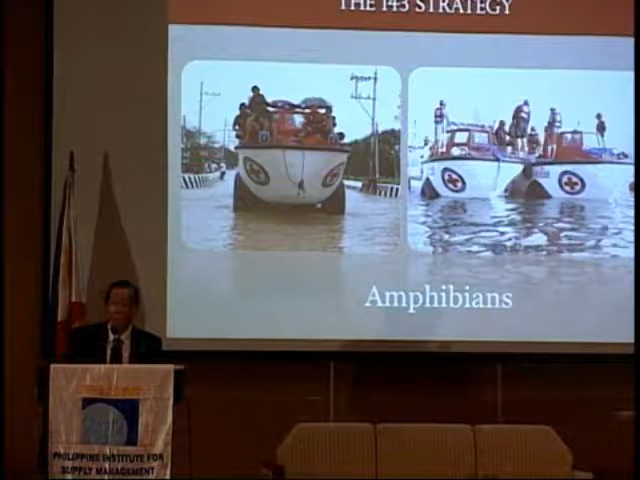 THE 143 STRATEGY
Amphibians
PHILIPPINE INSTITUTE FOR
SUPPLY MANAGEMENT